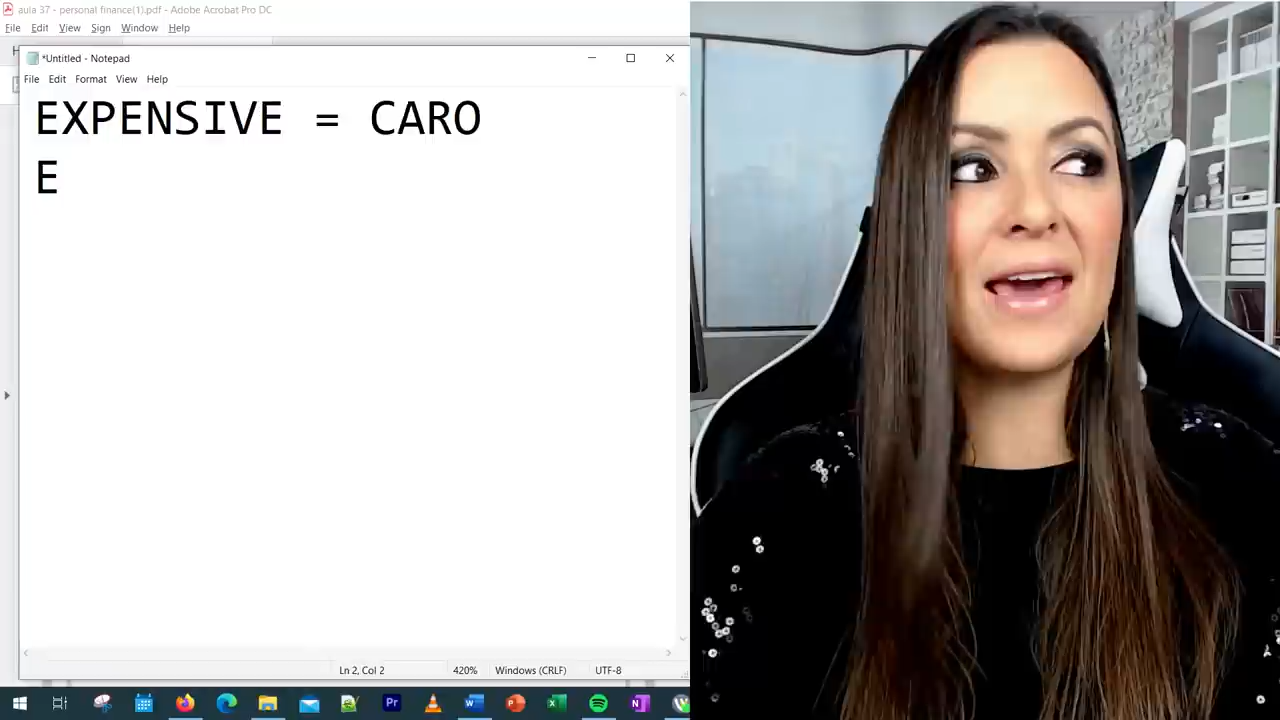 aula 37 - personal finance(1).pdf - Adobe Acrobat Pro DC
File Edit View Sign Window Help
*Untitled - Notepad
File Edit Format View Help
EXPENSIVE = CARO
E
Ln 2, Col 2 420% Windows (CRLF) UTF-8